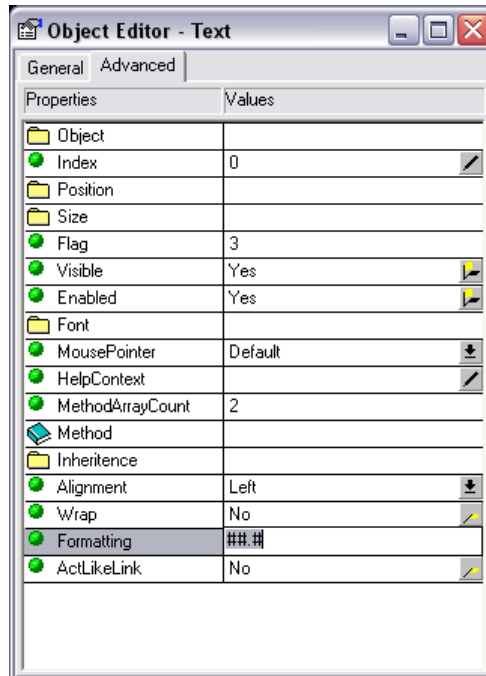 Object Editor - Text
General Advanced
Properties Values
Object
Index 0
Position
Size
Flag 3
Visible Yes
Enabled Yes
Font
MousePointer Default
HelpContext
MethodArrayCount 2
Method
Inheritence
Alignment Left
Wrap No
Formatting ##.#
ActLikeLink No